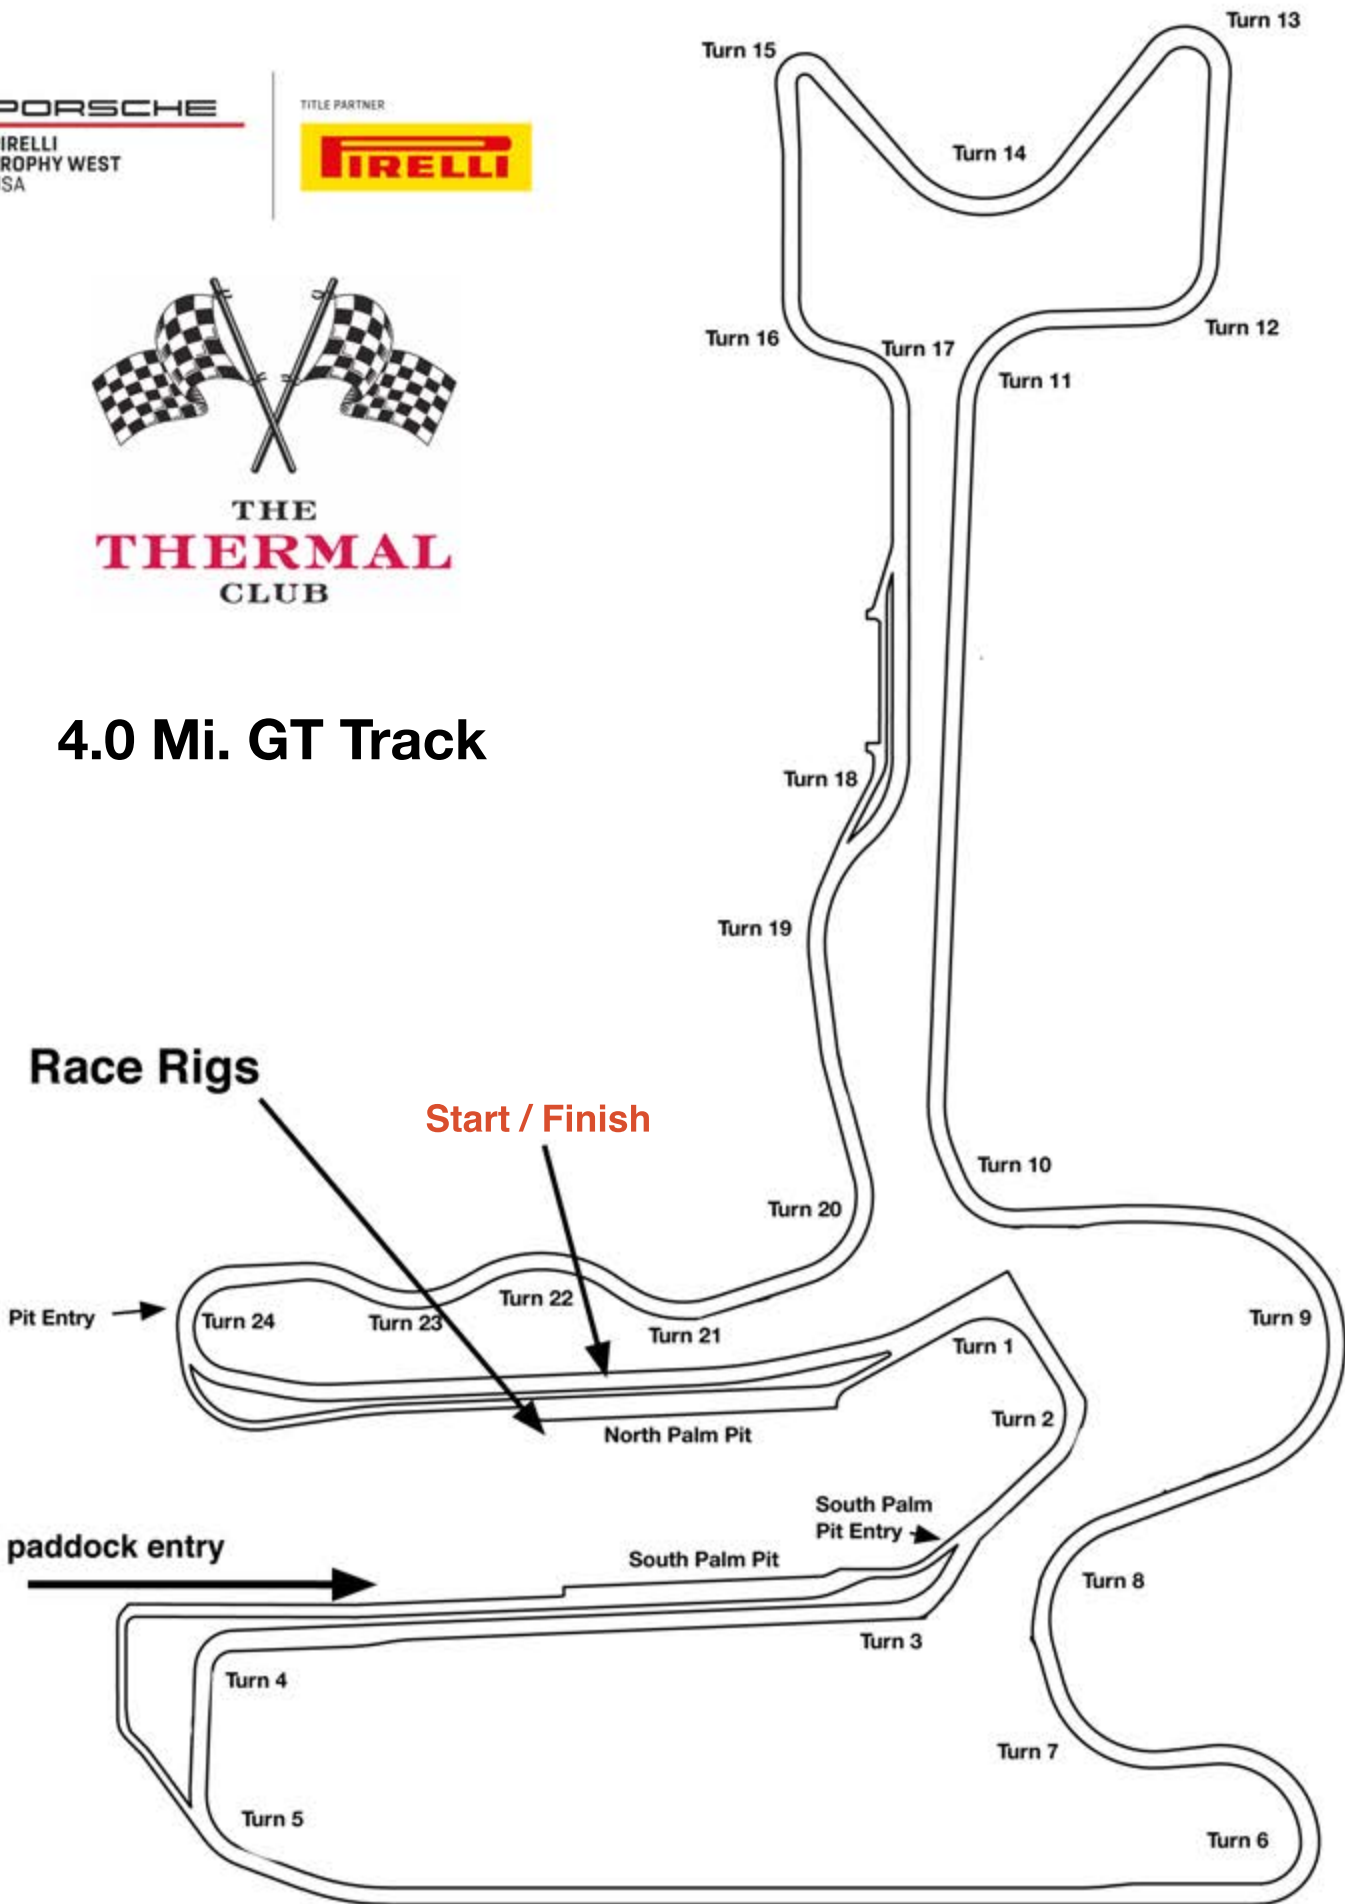 PORSCHE
IRELLI
ROPHY WEST
SA
TITLE PARTNER
PIRELLI
THE
THERMAL
CLUB
4.0 Mi. GT Track
Turn 13
Turn 15
Turn 14
Turn 12
Turn 16
Turn 17
Turn 11
Turn 18
Turn 19
Race Rigs
Start / Finish
Turn 10
Turn 20
Turn 22
Pit Entry
Turn 24
Turn 23
Turn 21
Turn 9
Turn 1
Turn 2
North Palm Pit
South Palm
Pit Entry
paddock entry
South Palm Pit
Turn 8
Turn 3
Turn 4
Turn 7
Turn 5
Turn 6